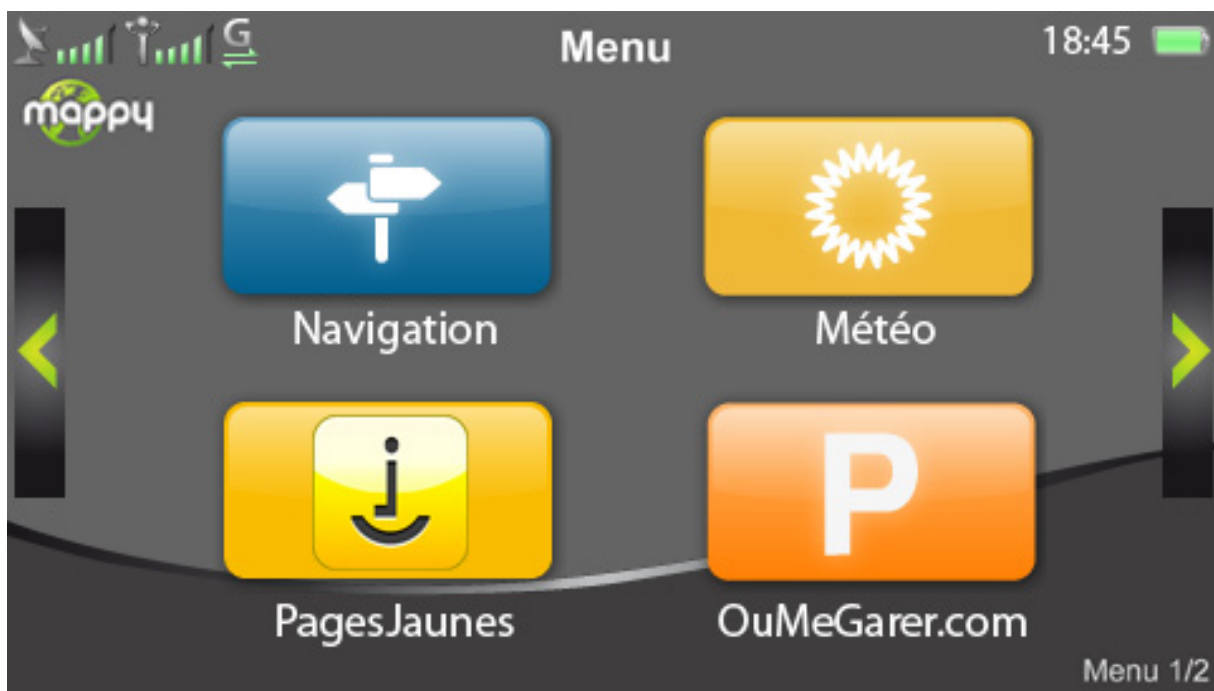 G
Menu
18:45
mappy
Navigation
Météo
PagesJaunes
P
OuMeGarer.com
Menu 1/2